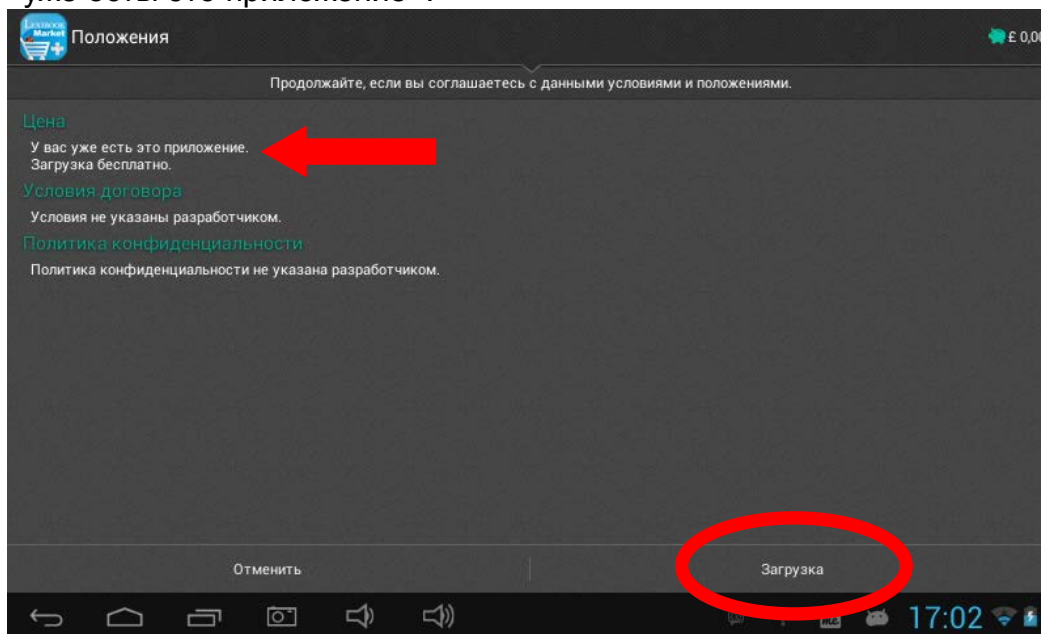 уже есть. это приложение".
LEXIBOOK
Market
Положения
£ 0,00
Продолжайте, если вы соглашаетесь с данными условиями и положениями.
Цена
У вас уже есть это приложение.
Загрузка бесплатно.
Условия договора
Условия не указаны разработчиком.
Политика конфиденциальности
Политика конфиденциальности не указана разработчиком.
Отменить
Загрузка
17:02